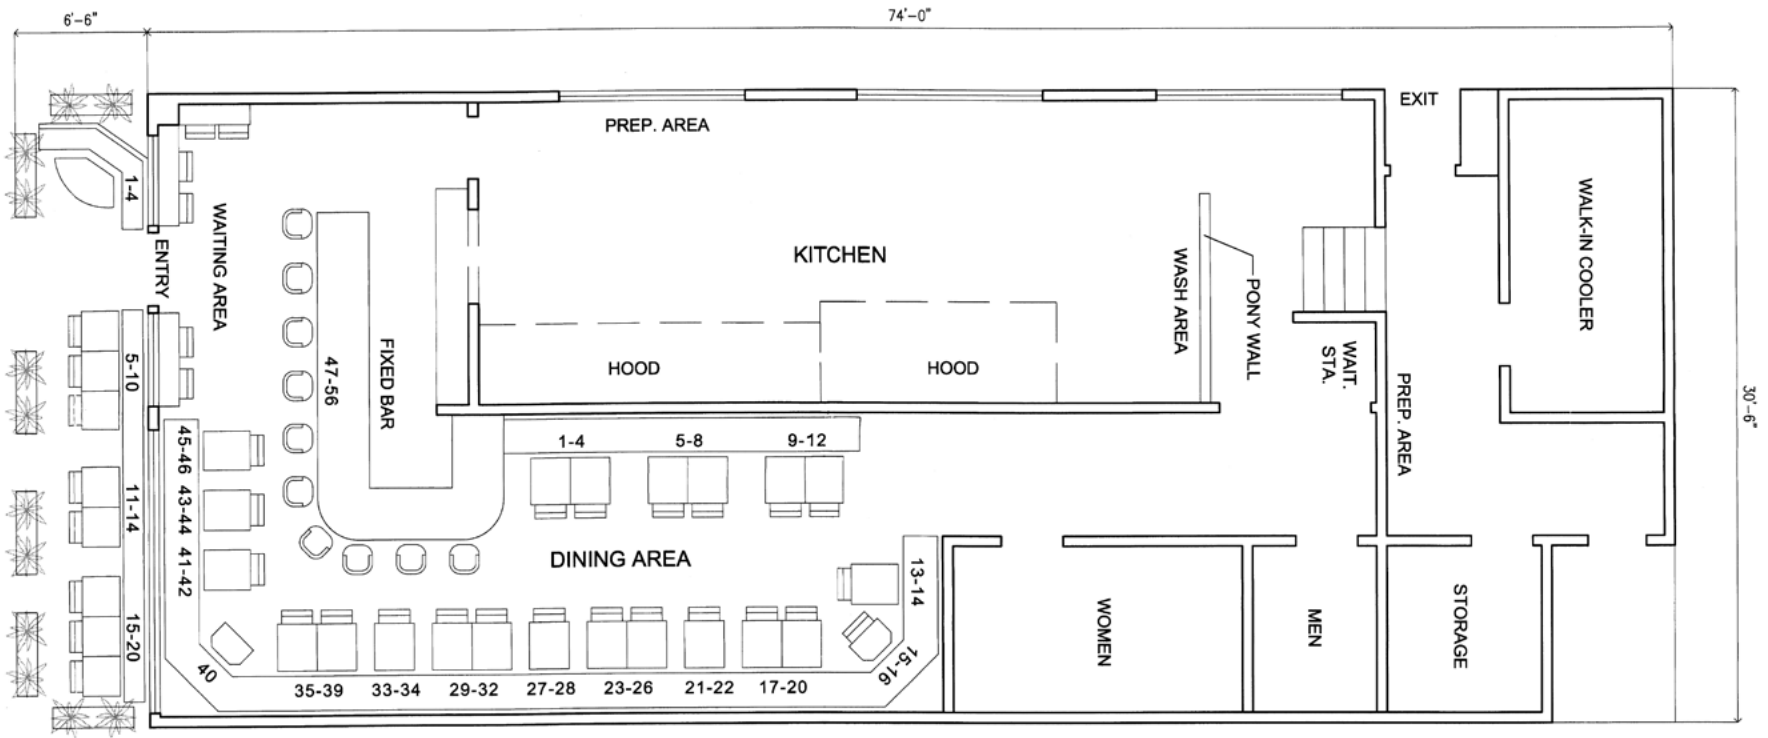 6'-6"
74'-0"
EXIT
PREP. AREA
1-4
WAITING AREA
ENTRY
KITCHEN
WASH AREA
PONY WALL
WALK-IN COOLER
HOOD
HOOD
WAIT.
STA.
PREP. AREA
30'-6"
5-10
47-56
FIXED BAR
1-4
5-8
9-12
45-46
43-44
41-42
11-14
DINING AREA
13-14
15-20
40
35-39
33-34
29-32
27-28
23-26
21-22
17-20
15-16
WOMEN
MEN
STORAGE